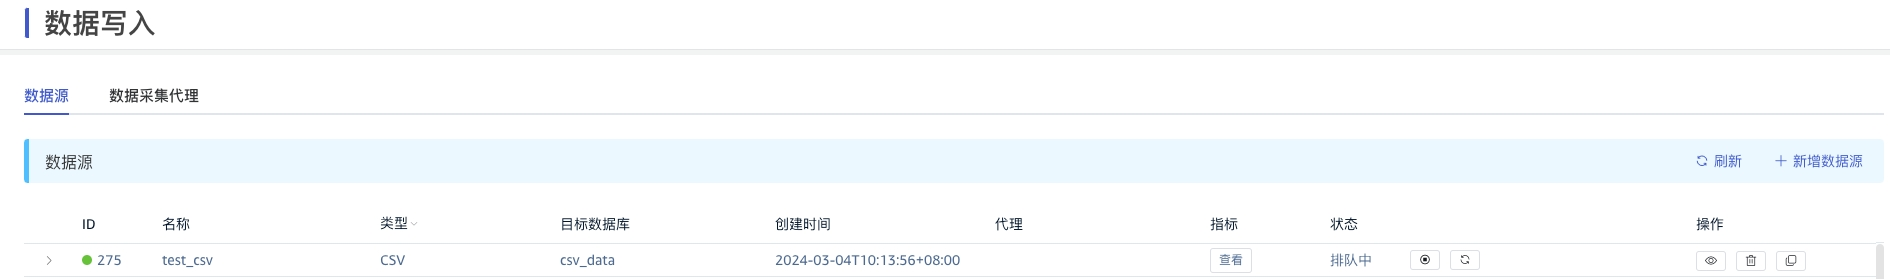 数据写入
数据源 数据采集代理
数据源 刷新 新增数据源
ID 名称 类型 目标数据库 创建时间 代理 指标 状态 操作
275 test_csv CSV csv_data 2024-03-04T10:13:56+08:00 查看 排队中